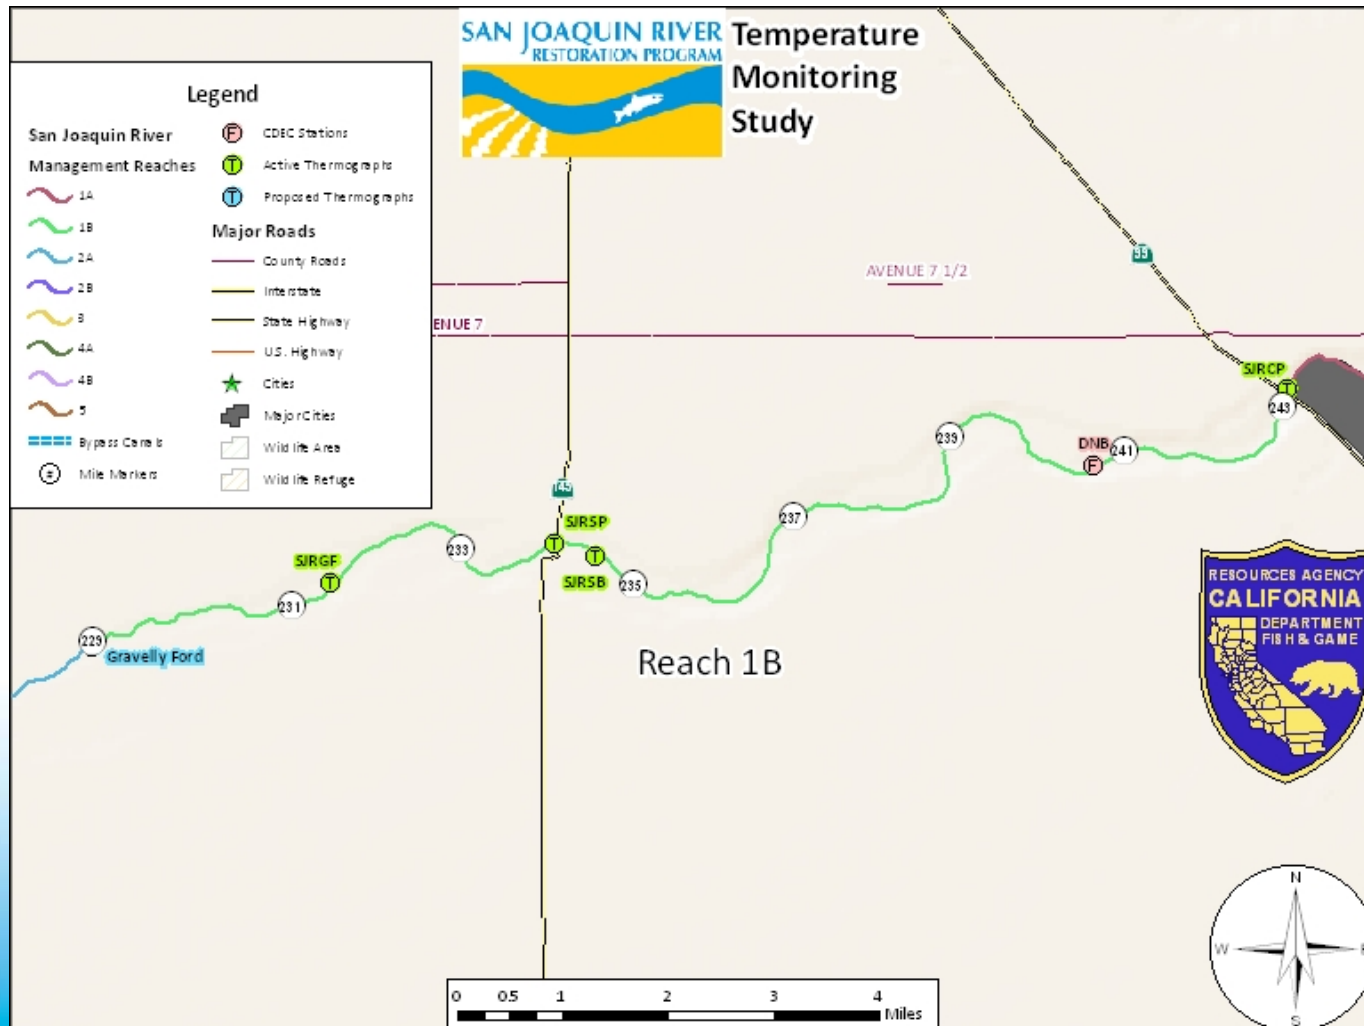 SAN JOAQUIN RIVER
RESTORATION PROGRAM
Temperature
Monitoring
Study
Legend
San Joaquin River
Management Reaches
1A
1B
2A
2B
3
4A
4B
5
Bypass Canals
# Mile Markers
F CDEC Stations
T Active Thermographs
T Proposed Thermographs
Major Roads
County Roads
Interstate
State Highway
U.S. Highway
Cities
Major Cities
Wildlife Area
Wildlife Refuge
99
AVENUE 7 1/2
ENUE 7
SJRCP
T
243
239
DNB
241
F
145
237
SJRSP
T
233
T
SJRSB
SJRGF
T
235
231
229
Gravelly Ford
Reach 1B
RESOURCES AGENCY
CALIFORNIA
DEPARTMENT
FISH & GAME
N
W
E
S
0 0.5 1 2 3 4
Miles